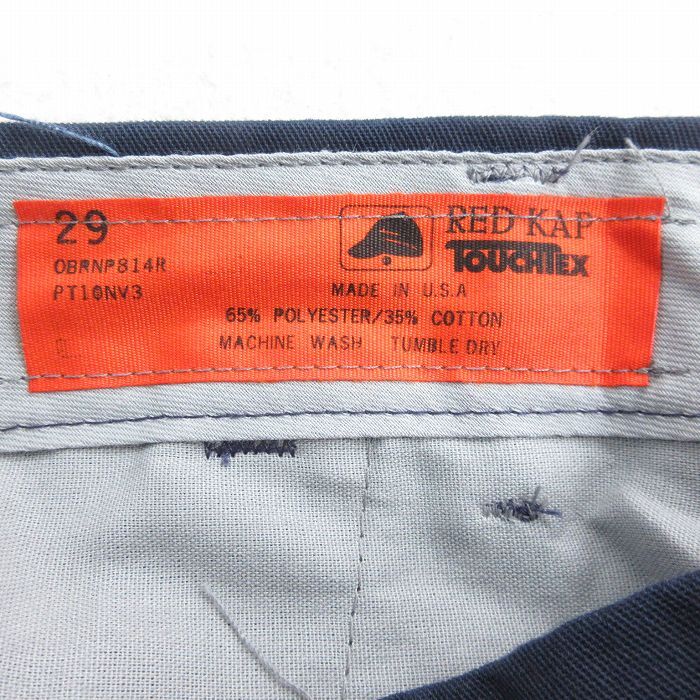 29
OBRNP814R
PT10NV3
RED KAP
TOUCHTEX
MADE IN U.S.A
65% POLYESTER/35% COTTON
MACHINE WASH TUMBLE DRY